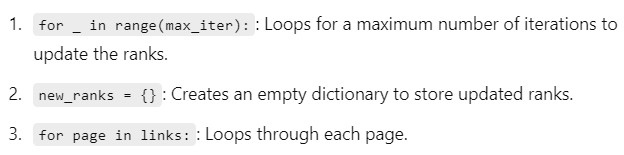 1. for _ in range(max_iter): : Loops for a maximum number of iterations to
update the ranks.
2. new_ranks = {} : Creates an empty dictionary to store updated ranks.
3. for page in links: : Loops through each page.